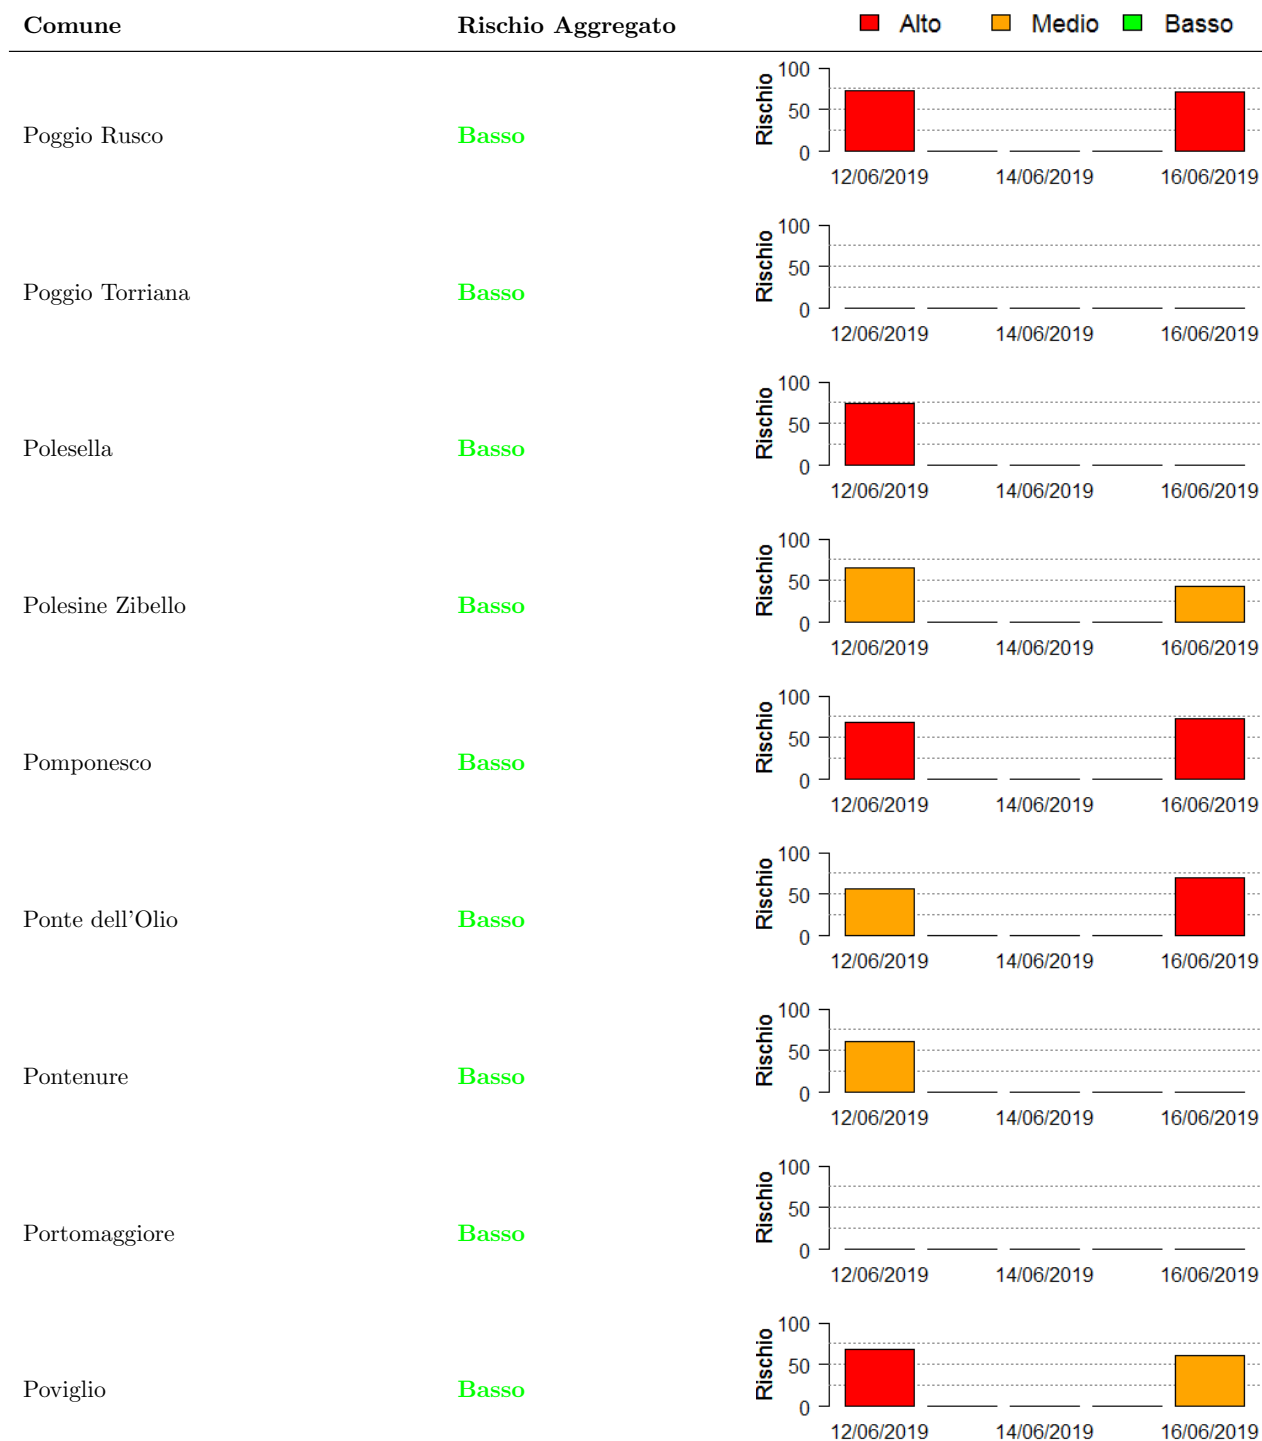 Comune Rischio Aggregato Alto Medio Basso
Poggio Rusco Basso
Rischio
100
50
0
12/06/2019 14/06/2019 16/06/2019
Poggio Torriana Basso
Rischio
100
50
0
12/06/2019 14/06/2019 16/06/2019
Polesella Basso
Rischio
100
50
0
12/06/2019 14/06/2019 16/06/2019
Polesine Zibello Basso
Rischio
100
50
0
12/06/2019 14/06/2019 16/06/2019
Pomponesco Basso
Rischio
100
50
0
12/06/2019 14/06/2019 16/06/2019
Ponte dell'Olio Basso
Rischio
100
50
0
12/06/2019 14/06/2019 16/06/2019
Pontenure Basso
Rischio
100
50
0
12/06/2019 14/06/2019 16/06/2019
Portomaggiore Basso
Rischio
100
50
0
12/06/2019 14/06/2019 16/06/2019
Poviglio Basso
Rischio
100
50
0
12/06/2019 14/06/2019 16/06/2019